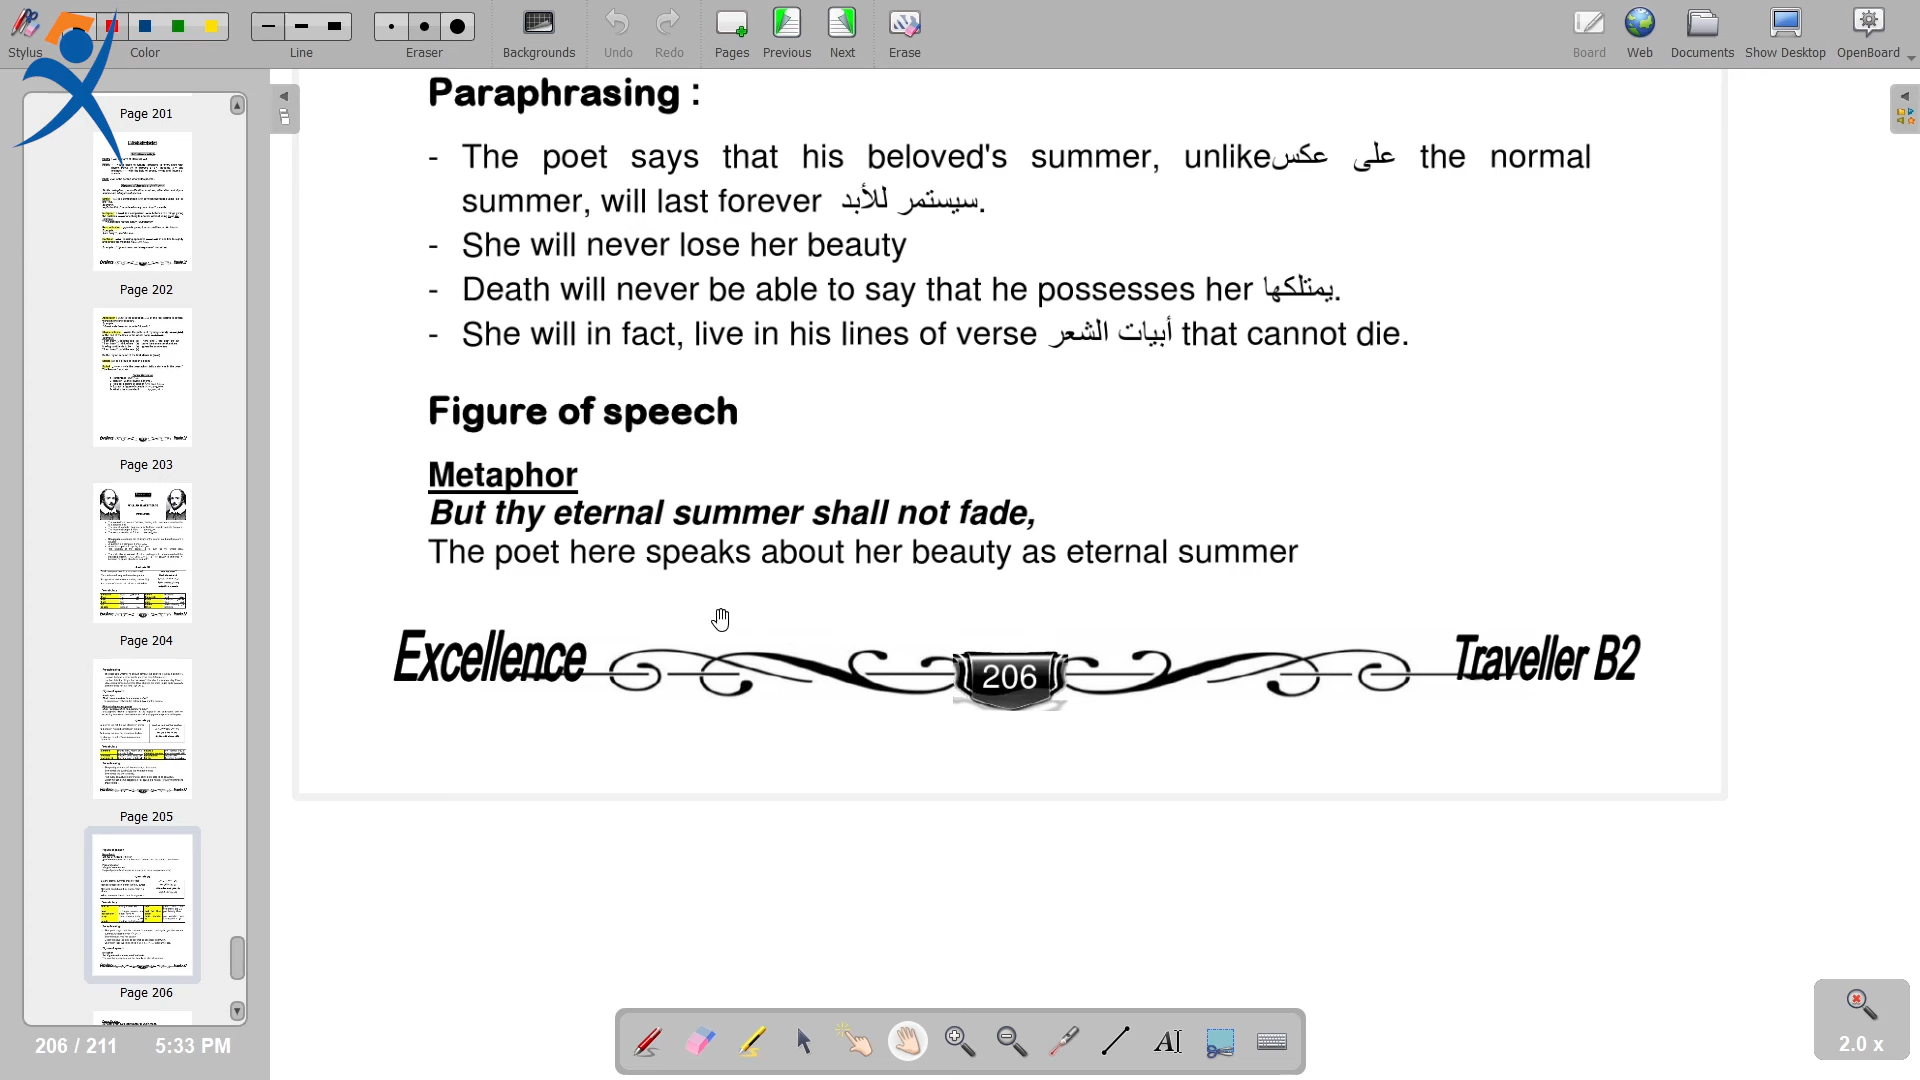 Stylus
Color
Line
Eraser
Backgrounds
Undo
Redo
Pages
Previous
Next
Erase
Board
Web
Documents
Show Desktop
OpenBoard
Page 201
Page 202
Page 203
Page 204
Page 205
Page 206
206 / 211
5:33 PM
Paraphrasing :
- The poet says that his beloved's summer, unlike على عكس the normal
summer, will last forever سيستمر للأبد.
- She will never lose her beauty
- Death will never be able to say that he possesses her يمتلكها.
- She will in fact, live in his lines of verse أبيات الشعر that cannot die.
Figure of speech
Metaphor
But thy eternal summer shall not fade,
The poet here speaks about her beauty as eternal summer
Excellence
206
Traveller B2
2.0 x